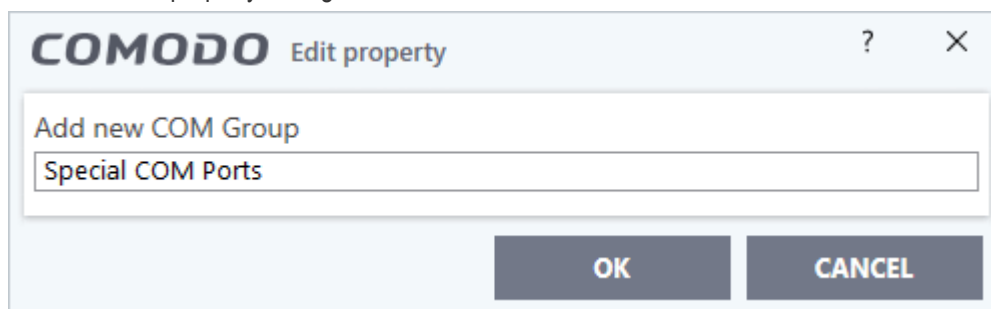 COMODO Edit property ? ×
Add new COM Group
Special COM Ports
OK CANCEL